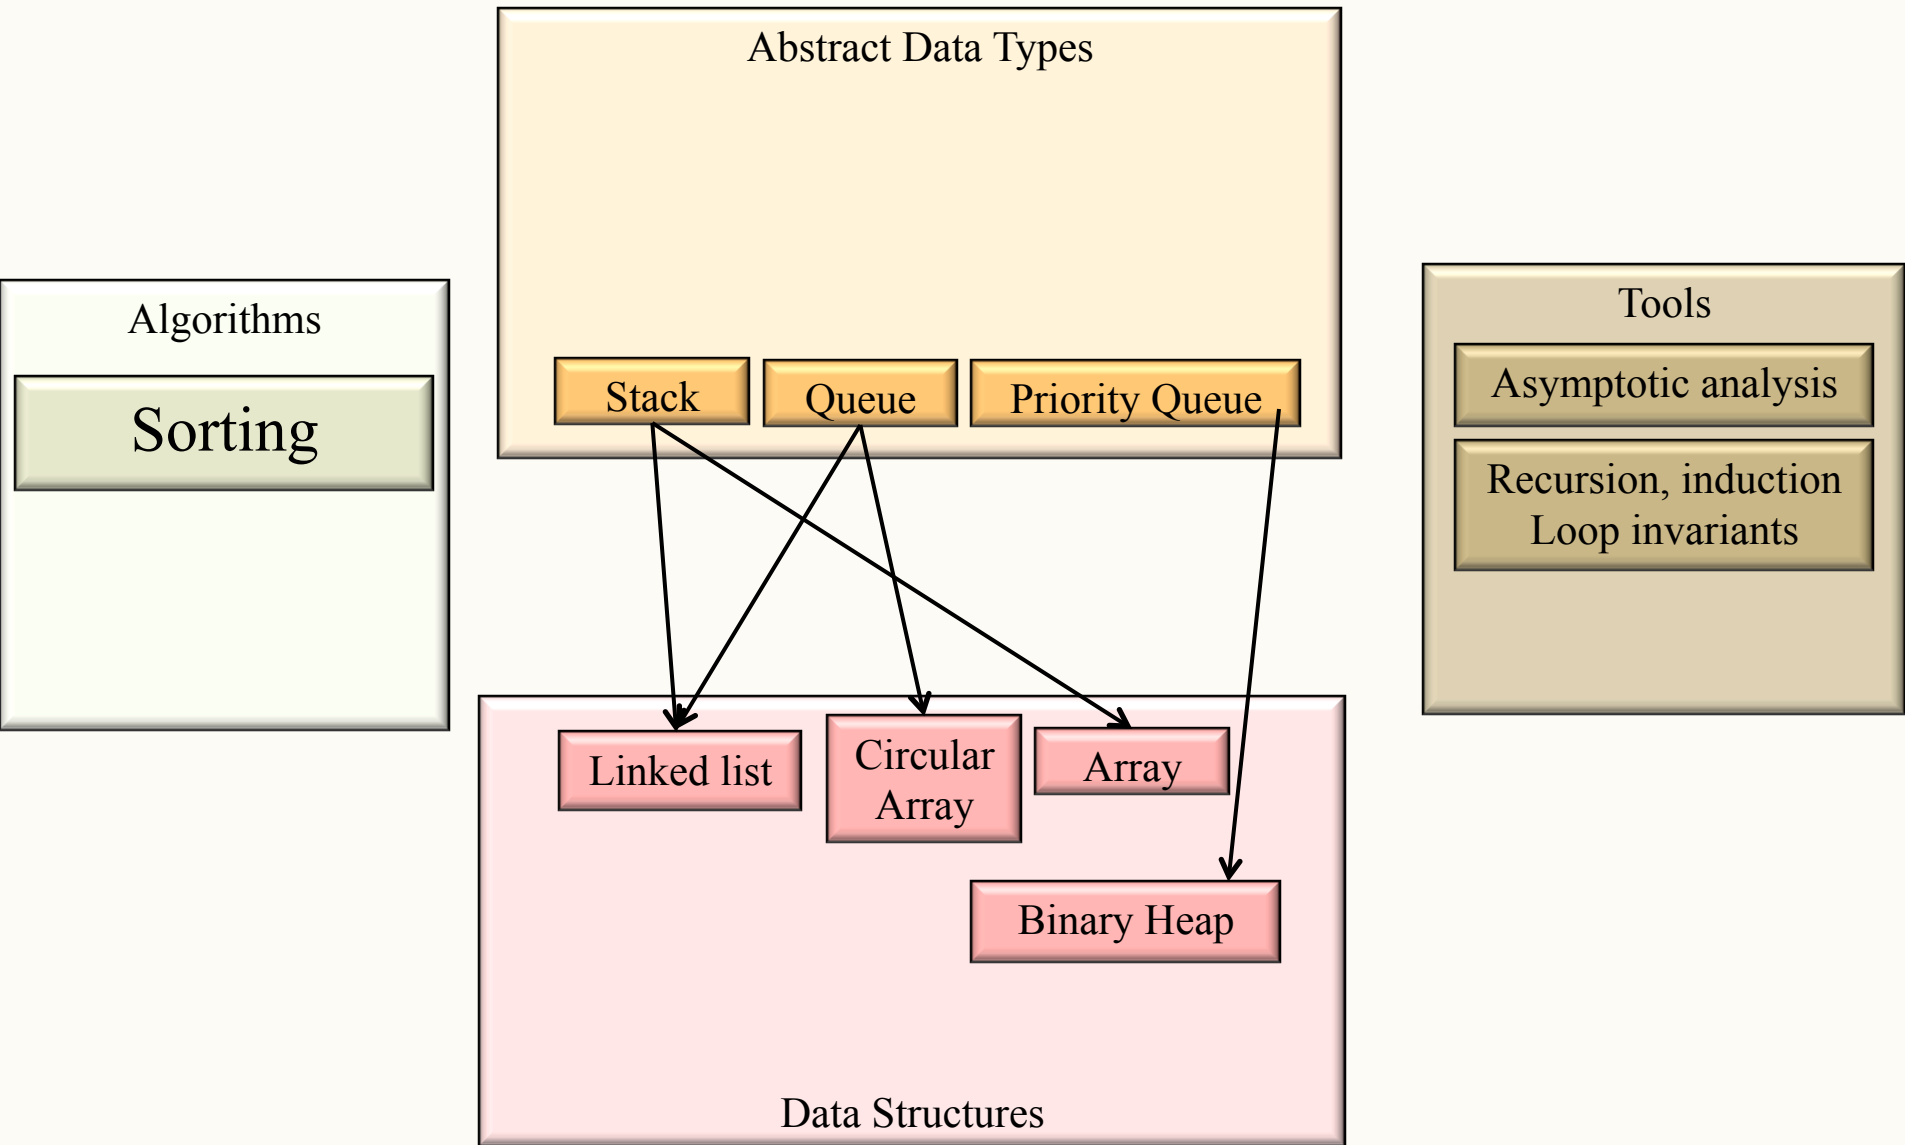 Abstract Data Types
Stack
Queue
Priority Queue
Algorithms
Sorting
Tools
Asymptotic analysis
Recursion, induction
Loop invariants
Linked list
Circular
Array
Array
Binary Heap
Data Structures